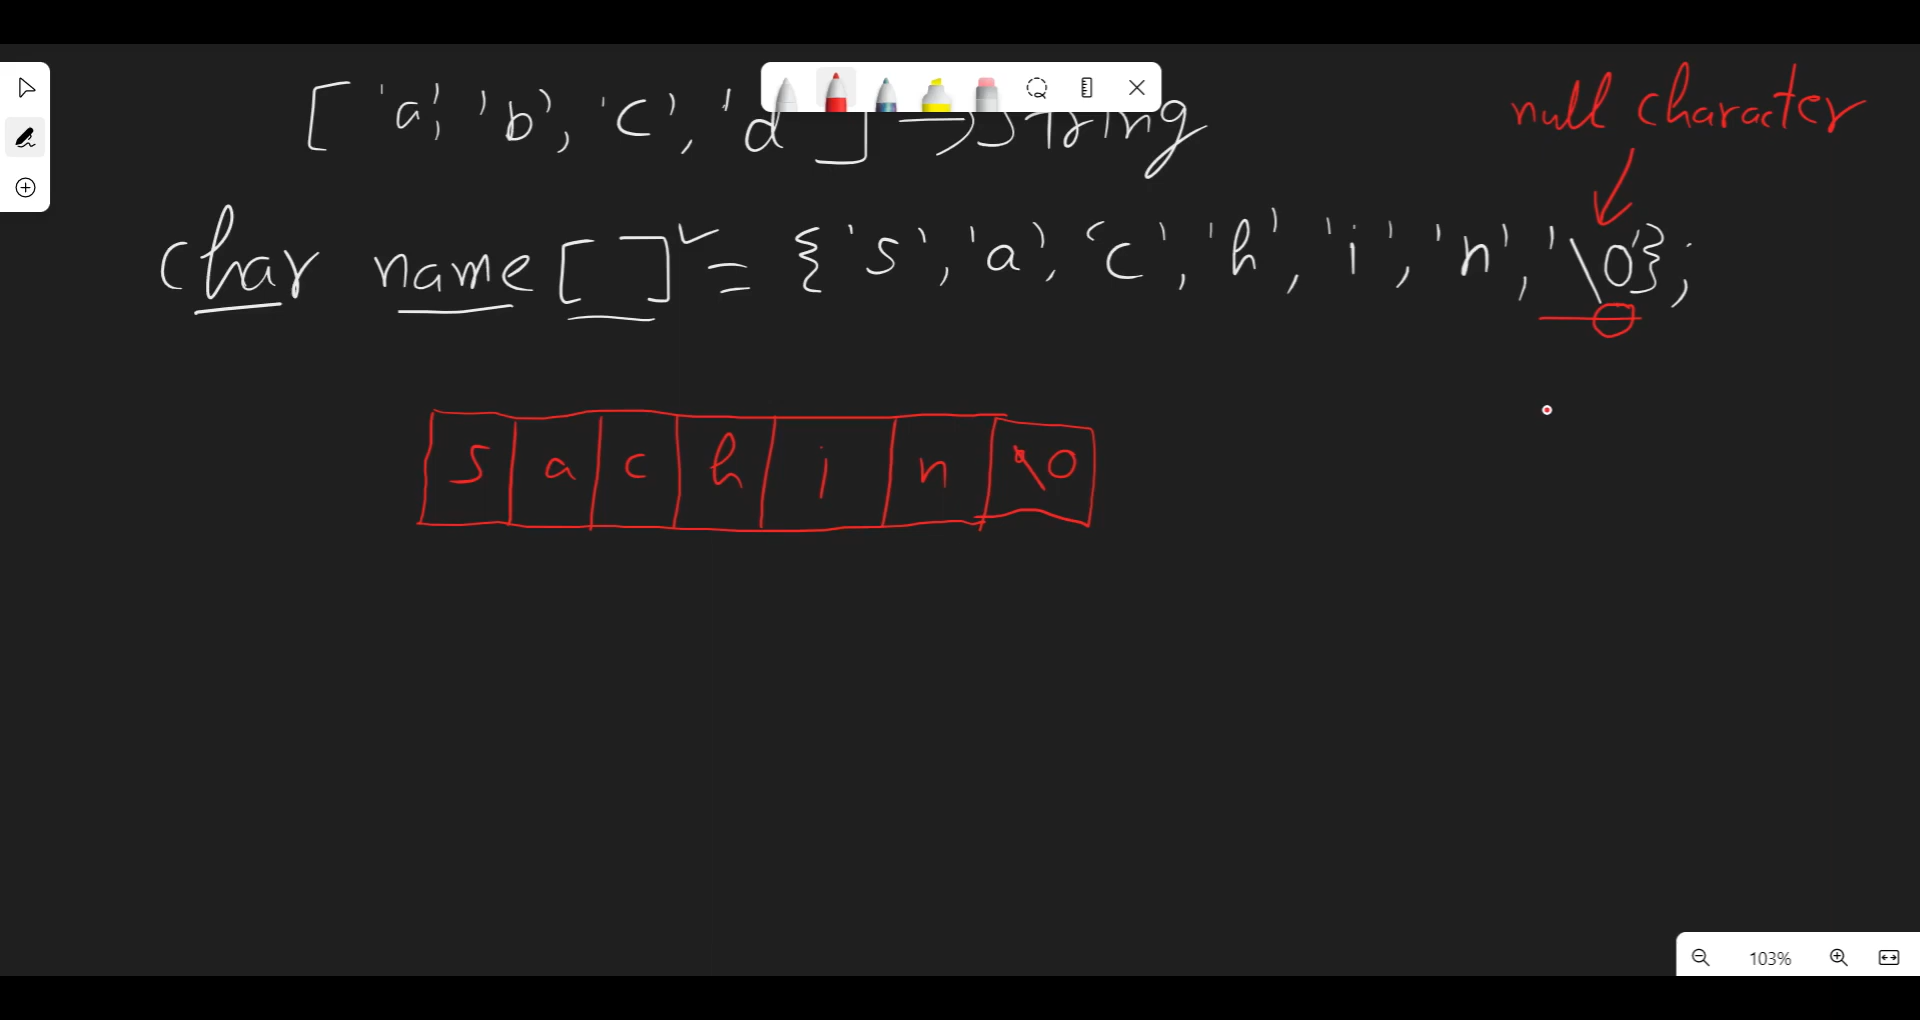 ['a', 'b', 'c', 'd ] → string
null character
char name[] = {'s', 'a', 'c', 'h', 'i', 'n', '\0'};
s a c h i n \0
103%